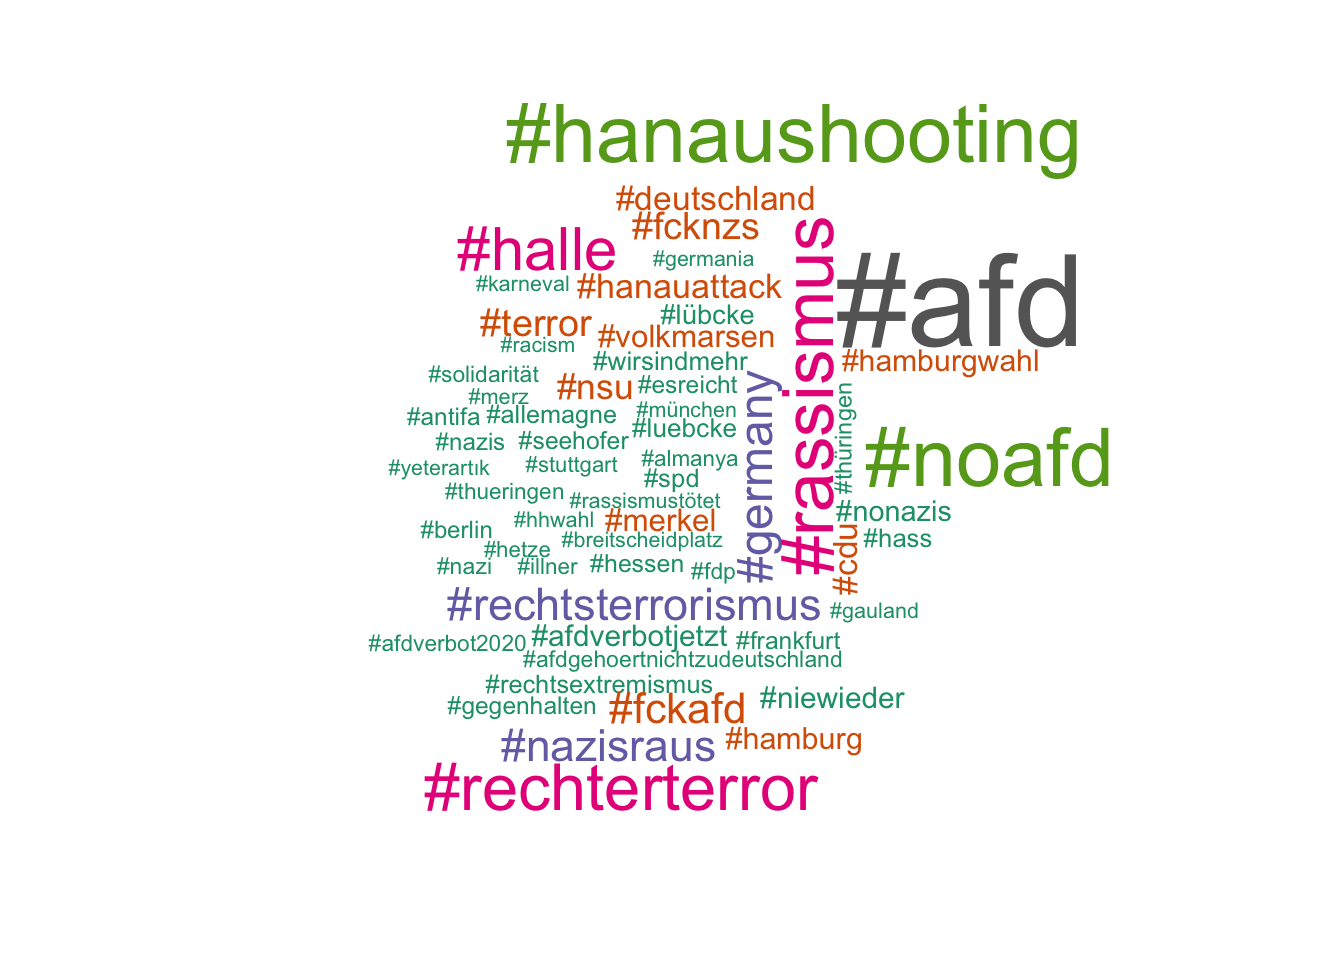 #hanaushooting
#deutschland
#fcknzs
#halle
#germania
#karneval
#hanauattack
#rassismus
#afd
#lübcke
#terror
#volkmarsen
#racism
#wirsindmehr
#hamburgwahl
#solidarität
#nsu
#esreicht
#merz
#antifa
#allemagne
#münchen
#luebcke
#germany
#thüringen
#nazis
#seehofer
#noafd
#yeterartık
#stuttgart
#almanya
#spd
#thueringen
#rassismustötet
#nonazis
#berlin
#hhwahl
#merkel
#breitscheidplatz
#cdu
#hass
#hetze
#nazi
#illner
#hessen
#fdp
#rechtsterrorismus
#gauland
#afdverbot2020
#afdverbotjetzt
#frankfurt
#afdgehoertnichtzudeutschland
#rechtsextremismus
#gegenhalten
#fckafd
#niewieder
#nazisraus
#hamburg
#rechterterror